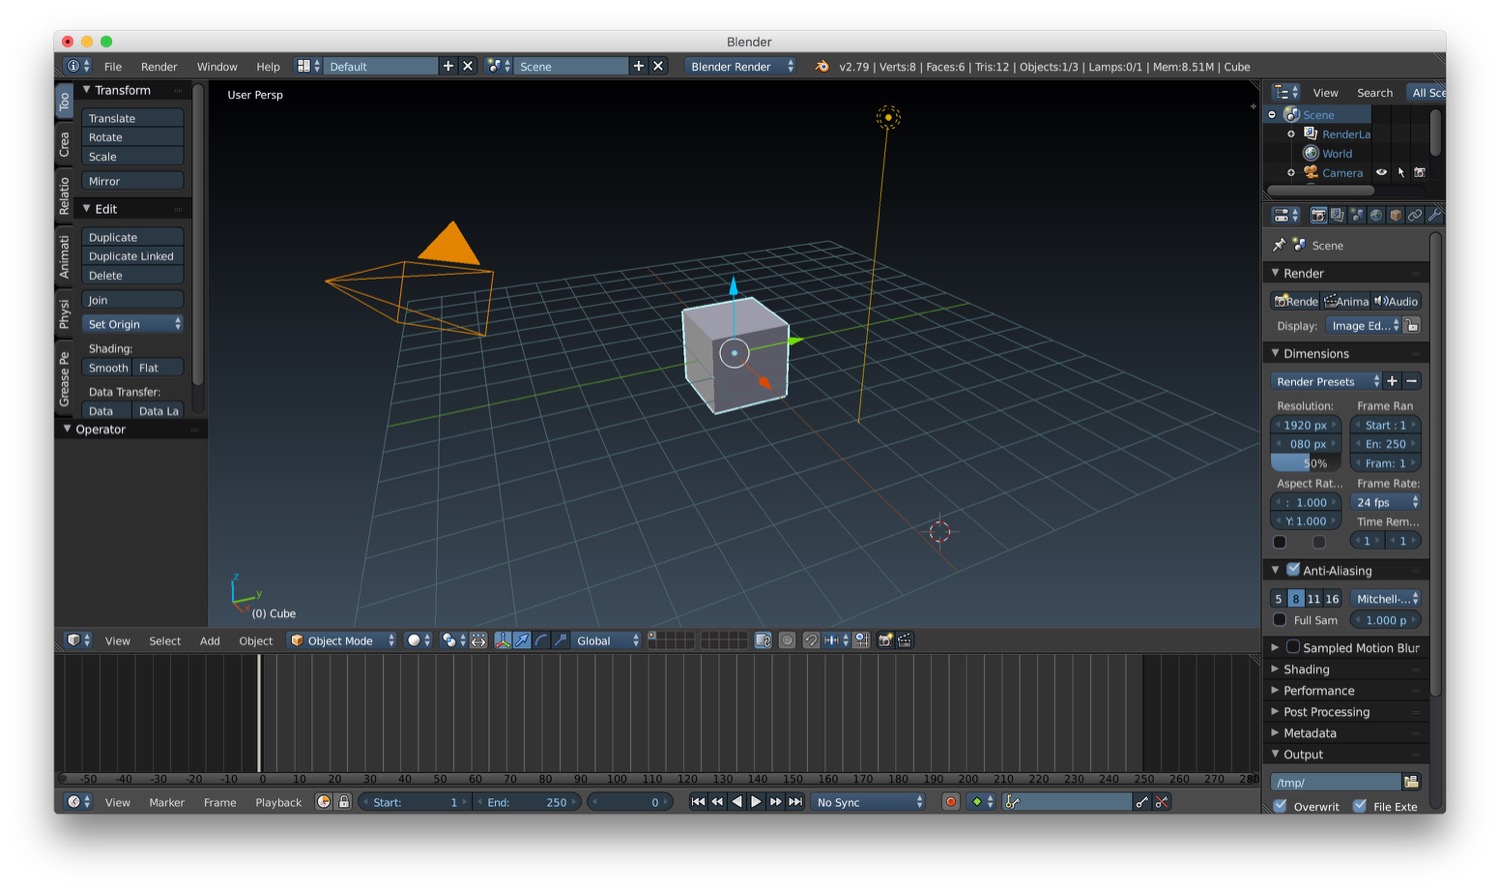 Blender
File Render Window Help Default Scene Blender Render v2.79 | Verts:8 | Faces:6 | Tris:12 | Objects:1/3 | Lamps:0/1 | Mem:8.51M | Cube
Too
Crea
Relatio
Animati
Physi
Grease Pe
Transform
Translate
Rotate
Scale
Mirror
Edit
Duplicate
Duplicate Linked
Delete
Join
Set Origin
Shading:
Smooth Flat
Data Transfer:
Data Data La
Operator
User Persp
z
y
x
(0) Cube
View Select Add Object Object Mode Global
-50 -40 -30 -20 -10 0 10 20 30 40 50 60 70 80 90 100 110 120 130 140 150 160 170 180 190 200 210 220 230 240 250 260 270 280
View Marker Frame Playback Start: 1 End: 250 0 No Sync
View Search All Sce
Scene
RenderLa
World
Camera
Scene
Render
Rende Anima Audio
Display: Image Ed...
Dimensions
Render Presets
Resolution: Frame Ran
1920 px Start : 1
080 px En: 250
50% Fram: 1
Aspect Rat... Frame Rate:
: 1.000 24 fps
Y: 1.000 Time Rem...
1 1
Anti-Aliasing
5 8 11 16 Mitchell-...
Full Sam 1.000 p
Sampled Motion Blur
Shading
Performance
Post Processing
Metadata
Output
/tmp/
Overwrit File Exte